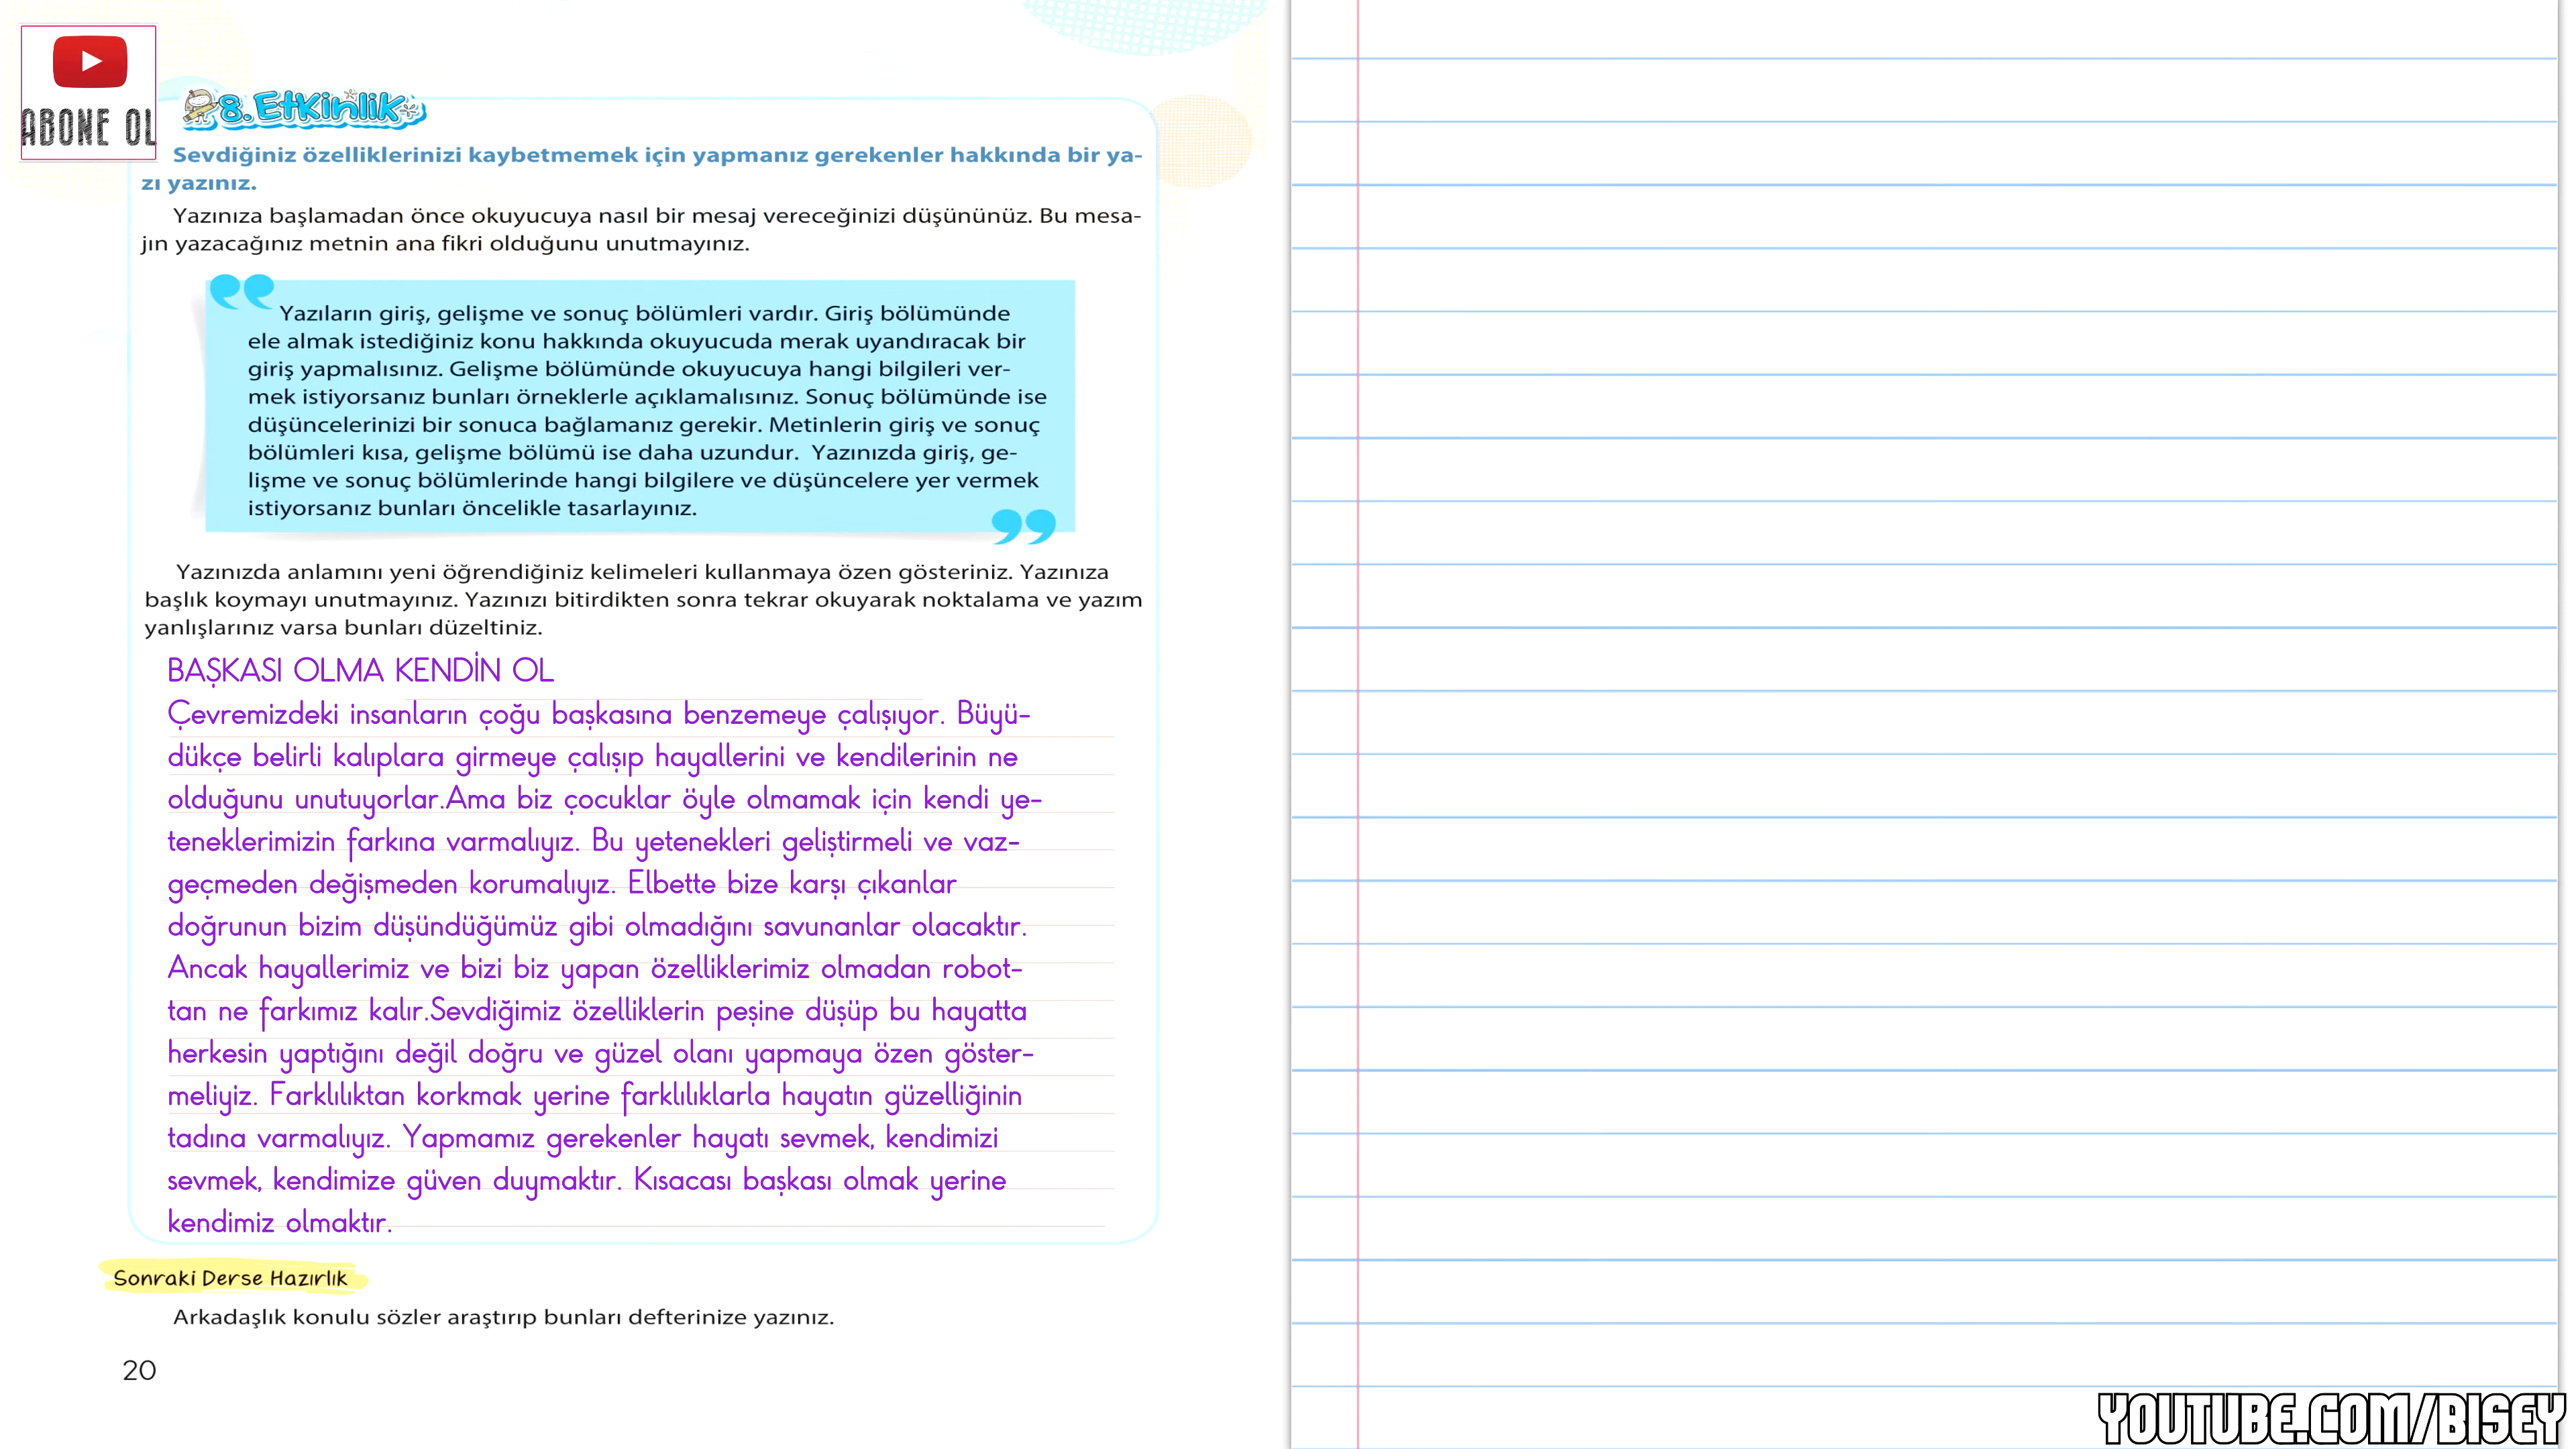 ABONE OL
8. Etkinlik
Sevdiğiniz özelliklerinizi kaybetmemek için yapmanız gerekenler hakkında bir ya-
zı yazınız.
Yazınıza başlamadan önce okuyucuya nasıl bir mesaj vereceğinizi düşününüz. Bu mesa-
jın yazacağınız metnin ana fikri olduğunu unutmayınız.
Yazıların giriş, gelişme ve sonuç bölümleri vardır. Giriş bölümünde
ele almak istediğiniz konu hakkında okuyucuda merak uyandıracak bir
giriş yapmalısınız. Gelişme bölümünde okuyucuya hangi bilgileri ver-
mek istiyorsanız bunları örneklerle açıklamalısınız. Sonuç bölümünde ise
düşüncelerinizi bir sonuca bağlamanız gerekir. Metinlerin giriş ve sonuç
bölümleri kısa, gelişme bölümü ise daha uzundur. Yazınızda giriş, ge-
lişme ve sonuç bölümlerinde hangi bilgilere ve düşüncelere yer vermek
istiyorsanız bunları öncelikle tasarlayınız.
Yazınızda anlamını yeni öğrendiğiniz kelimeleri kullanmaya özen gösteriniz. Yazınıza
başlık koymayı unutmayınız. Yazınızı bitirdikten sonra tekrar okuyarak noktalama ve yazım
yanlışlarınız varsa bunları düzeltiniz.
BAŞKASI OLMA KENDİN OL
Çevremizdeki insanların çoğu başkasına benzemeye çalışıyor. Büyü-
dükçe belirli kalıplara girmeye çalışıp hayallerini ve kendilerinin ne
olduğunu unutuyorlar.Ama biz çocuklar öyle olmamak için kendi ye-
teneklerimizin farkına varmalıyız. Bu yetenekleri geliştirmeli ve vaz-
geçmeden değişmeden korumalıyız. Elbette bize karşı çıkanlar
doğrunun bizim düşündüğümüz gibi olmadığını savunanlar olacaktır.
Ancak hayallerimiz ve bizi biz yapan özelliklerimiz olmadan robot-
tan ne farkımız kalır.Sevdiğimiz özelliklerin peşine düşüp bu hayatta
herkesin yaptığını değil doğru ve güzel olanı yapmaya özen göster-
meliyiz. Farklılıktan korkmak yerine farklılıklarla hayatın güzelliğinin
tadına varmalıyız. Yapmamız gerekenler hayatı sevmek, kendimizi
sevmek, kendimize güven duymaktır. Kısacası başkası olmak yerine
kendimiz olmaktır.
Sonraki Derse Hazırlık
Arkadaşlık konulu sözler araştırıp bunları defterinize yazınız.
20
YOUTUBE.COM/BISEY